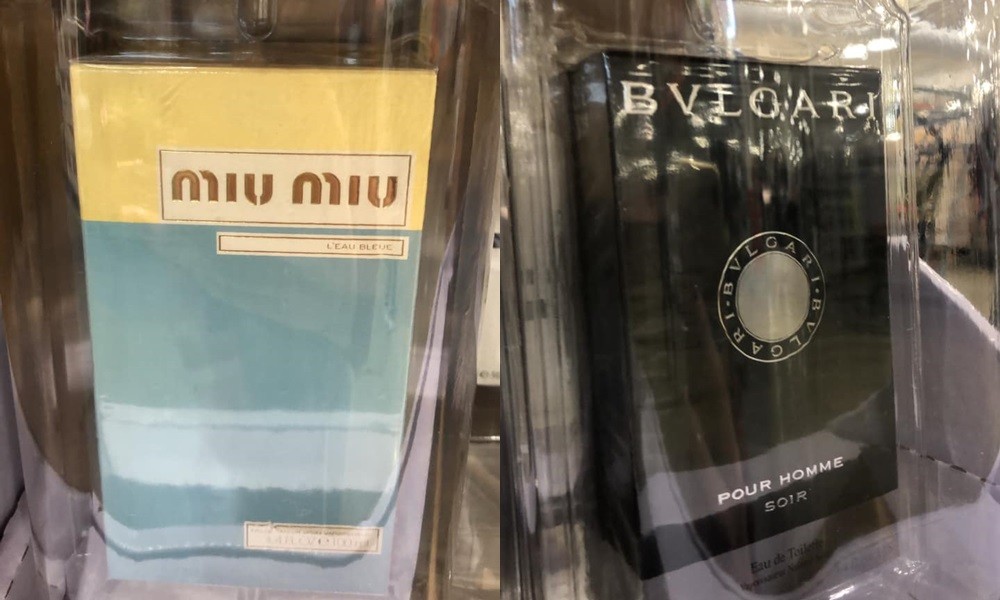 MIU MIU
L'EAU BLEUE
BVLGARI
BVLGARI · BVLGARI ·
POUR HOMME
SOIR
Eau de Toilette